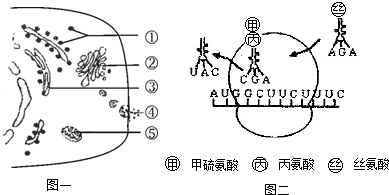 ①
②
③
④
⑤
图一
甲
丙
丝
UAC
CGA
AGA
AUGGCUUCUUUC
甲 甲硫氨酸 丙 丙氨酸 丝 丝氨酸
图二